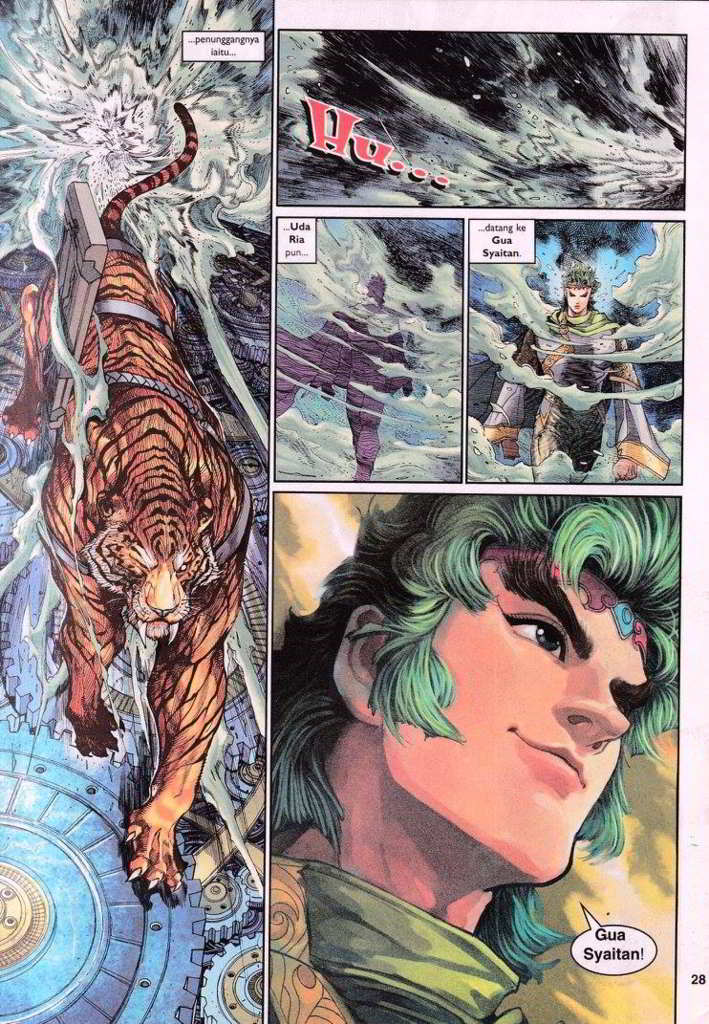 ...penunggangnya
iaitu...
Hu...
...Uda
Ria
pun...
...datang ke
Gua
Syaitan.
Gua
Syaitan!
28